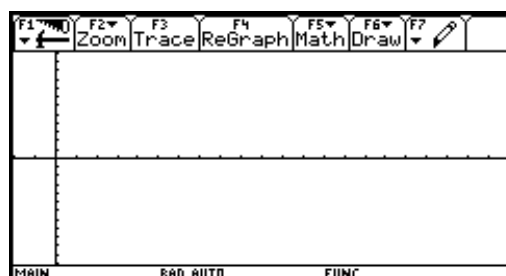 F1 F2 F3 F4 F5 F6 F7
Zoom Trace ReGraph Math Draw
MAIN RAD AUTO FUNC